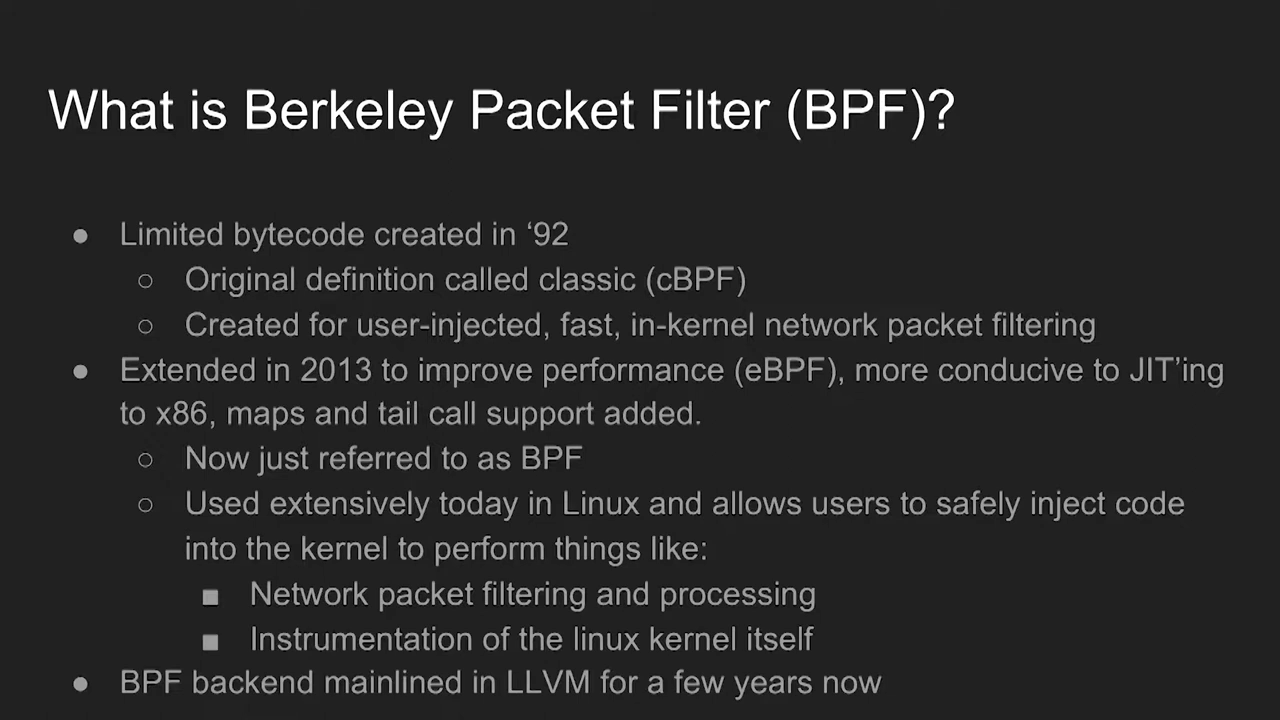 What is Berkeley Packet Filter (BPF)?
● Limited bytecode created in ‘92
○ Original definition called classic (cBPF)
○ Created for user-injected, fast, in-kernel network packet filtering
● Extended in 2013 to improve performance (eBPF), more conducive to JIT’ing
to x86, maps and tail call support added.
○ Now just referred to as BPF
○ Used extensively today in Linux and allows users to safely inject code
into the kernel to perform things like:
■ Network packet filtering and processing
■ Instrumentation of the linux kernel itself
● BPF backend mainlined in LLVM for a few years now